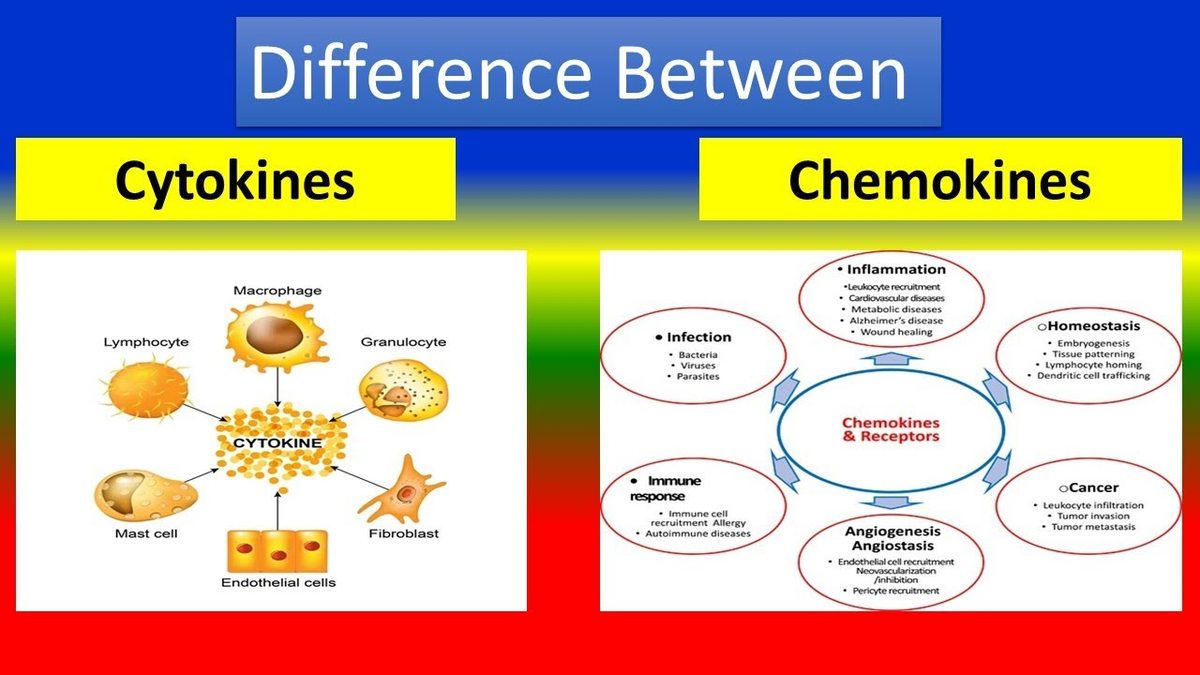 Difference Between
Cytokines
Chemokines
Macrophage
Lymphocyte
Granulocyte
CYTOKINE
Mast cell
Fibroblast
Endothelial cells
• Inflammation
•Leukocyte recruitment
• Cardiovascular diseases
• Metabolic diseases
• Alzheimer's disease
• Wound healing
• Infection
• Bacteria
• Viruses
• Parasites
○Homeostasis
• Embryogenesis
• Tissue patterning
• Lymphocyte homing
• Dendritic cell trafficking
Chemokines
& Receptors
• Immune
response
• Immune cell
recruitment Allergy
• Autoimmune diseases
○Cancer
• Leukocyte infiltration
• Tumor invasion
• Tumor metastasis
Angiogenesis
Angiostasis
• Endothelial cell recruitment
Neovascularization
/inhibition
• Pericyte recruitment